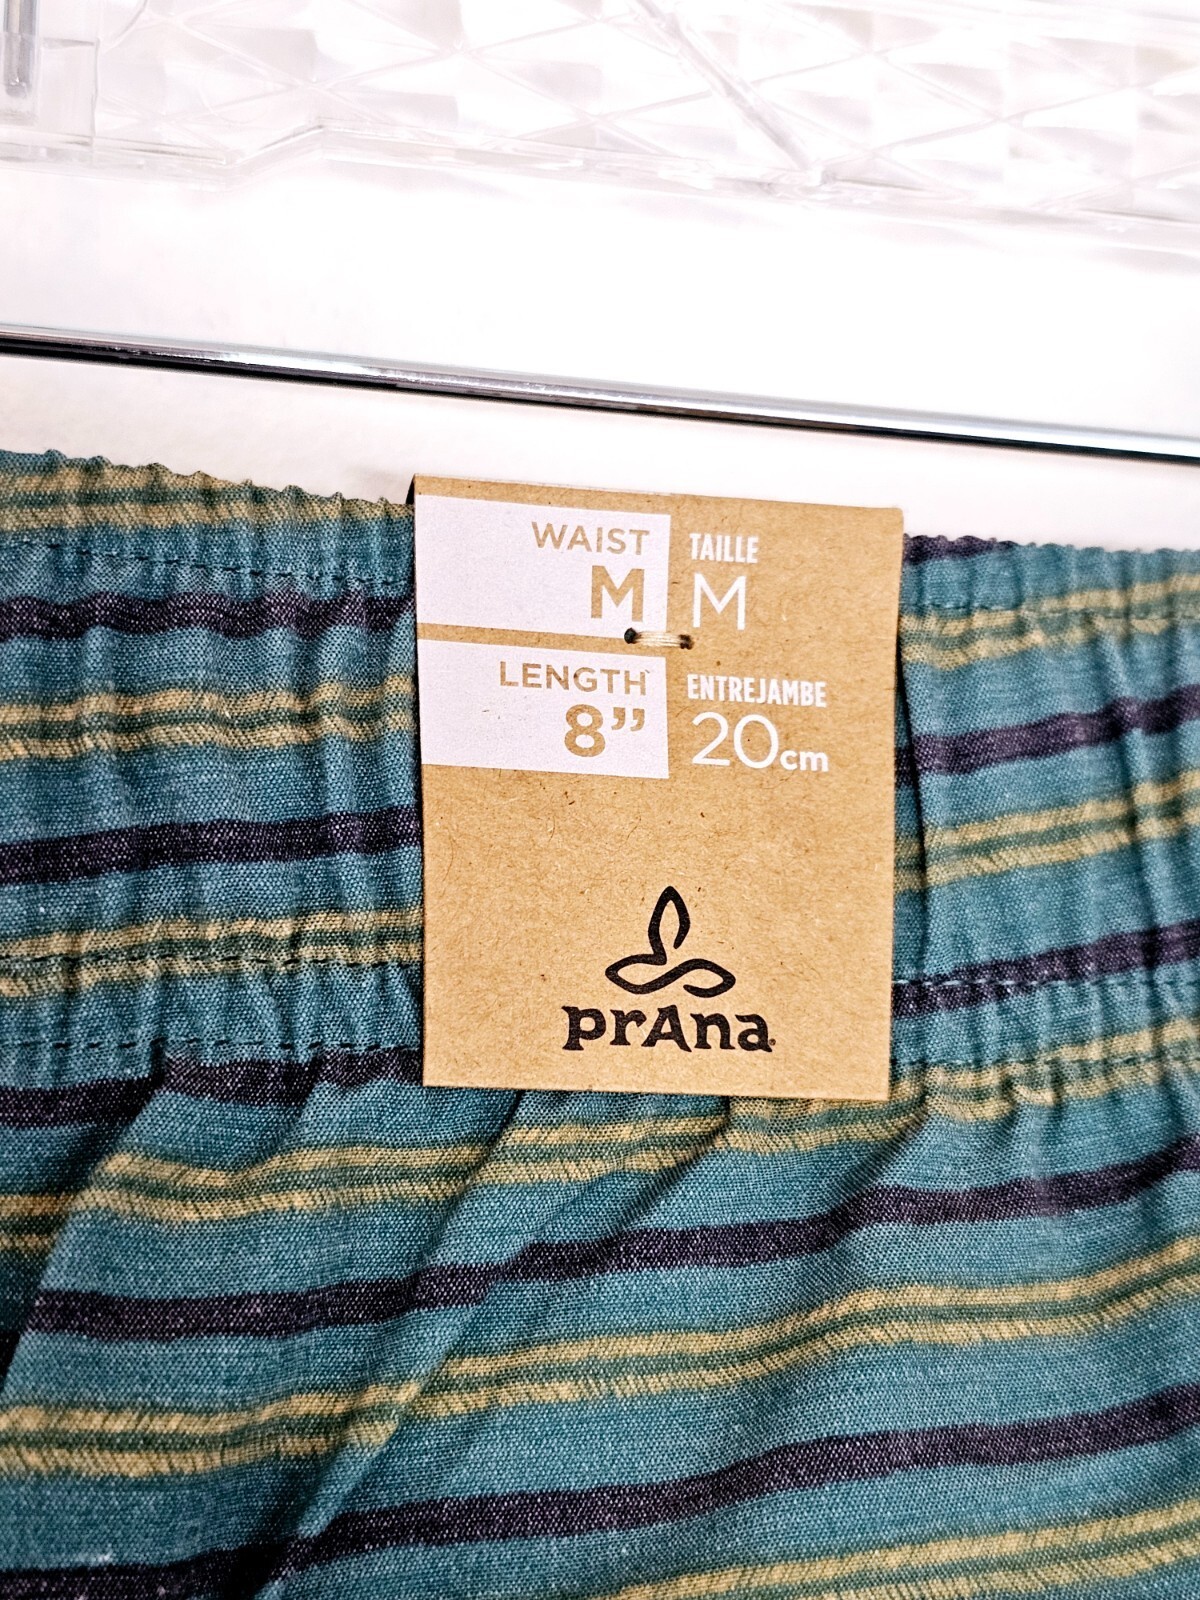 WAIST
M
LENGTH
8”
TAILLE
M
ENTREJAMBE
20cm
prAna